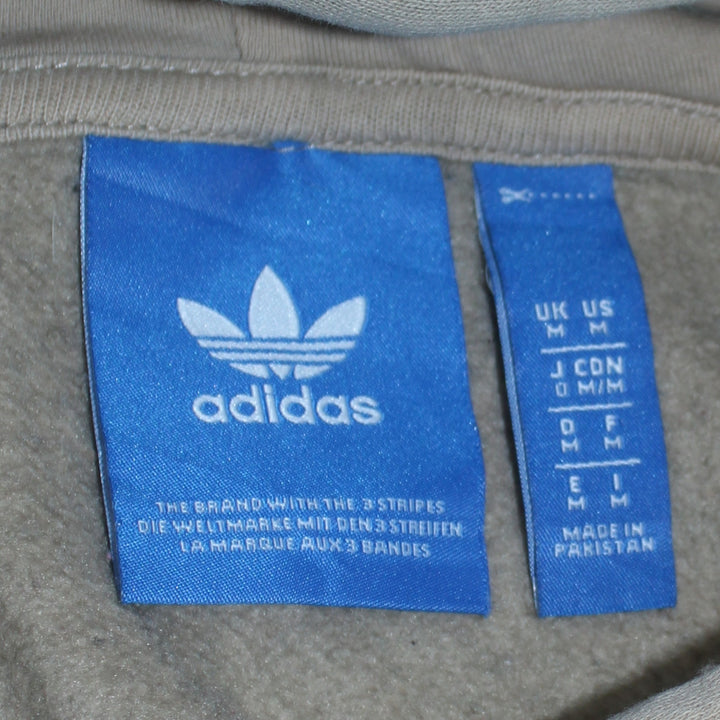 adidas
THE BRAND WITH THE 3 STRIPES
DIE WELTMARKE MIT DEN 3 STREIFEN
LA MARQUE AUX 3 BANDES
UK US
M M
J CDN
O M/M
D F
M M
E I
M M
MADE IN
PAKISTAN